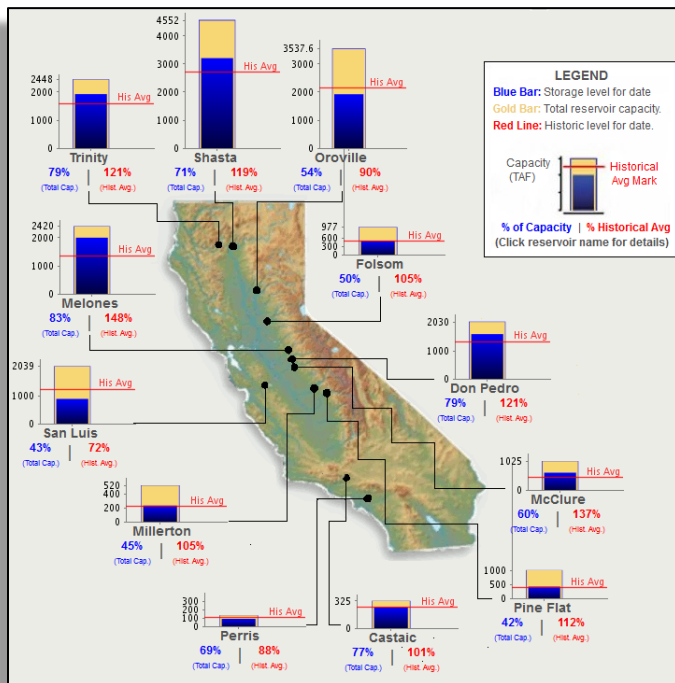 4552
4000
3000
2000
1000
0
His Avg
Shasta
71% | 119%
(Total Cap.) (Hist. Avg.)
2448
2000
1000
0
His Avg
Trinity
79% | 121%
(Total Cap.) (Hist. Avg.)
3537.6
3000
2000
1000
0
His Avg
Oroville
54% | 90%
(Total Cap.) (Hist. Avg.)
LEGEND
Blue Bar: Storage level for date
Gold Bar: Total reservoir capacity.
Red Line: Historic level for date.
Capacity
(TAF)
Historical
Avg Mark
% of Capacity | % Historical Avg
(Click reservoir name for details)
2420
2000
1000
0
His Avg
Melones
83% | 148%
(Total Cap.) (Hist. Avg.)
977
600
300
0
His Avg
Folsom
50% | 105%
(Total Cap.) (Hist. Avg.)
2030
1000
0
His Avg
Don Pedro
79% | 121%
(Total Cap.) (Hist. Avg.)
2039
1000
0
His Avg
San Luis
43% | 72%
(Total Cap.) (Hist. Avg.)
1025
0
His Avg
McClure
60% | 137%
(Total Cap.) (Hist. Avg.)
520
400
200
0
His Avg
Millerton
45% | 105%
(Total Cap.) (Hist. Avg.)
1000
500
0
His Avg
Pine Flat
42% | 112%
(Total Cap.) (Hist. Avg.)
300
200
100
0
His Avg
Perris
69% | 88%
(Total Cap.) (Hist. Avg.)
325
0
His Avg
Castaic
77% | 101%
(Total Cap.) (Hist. Avg.)